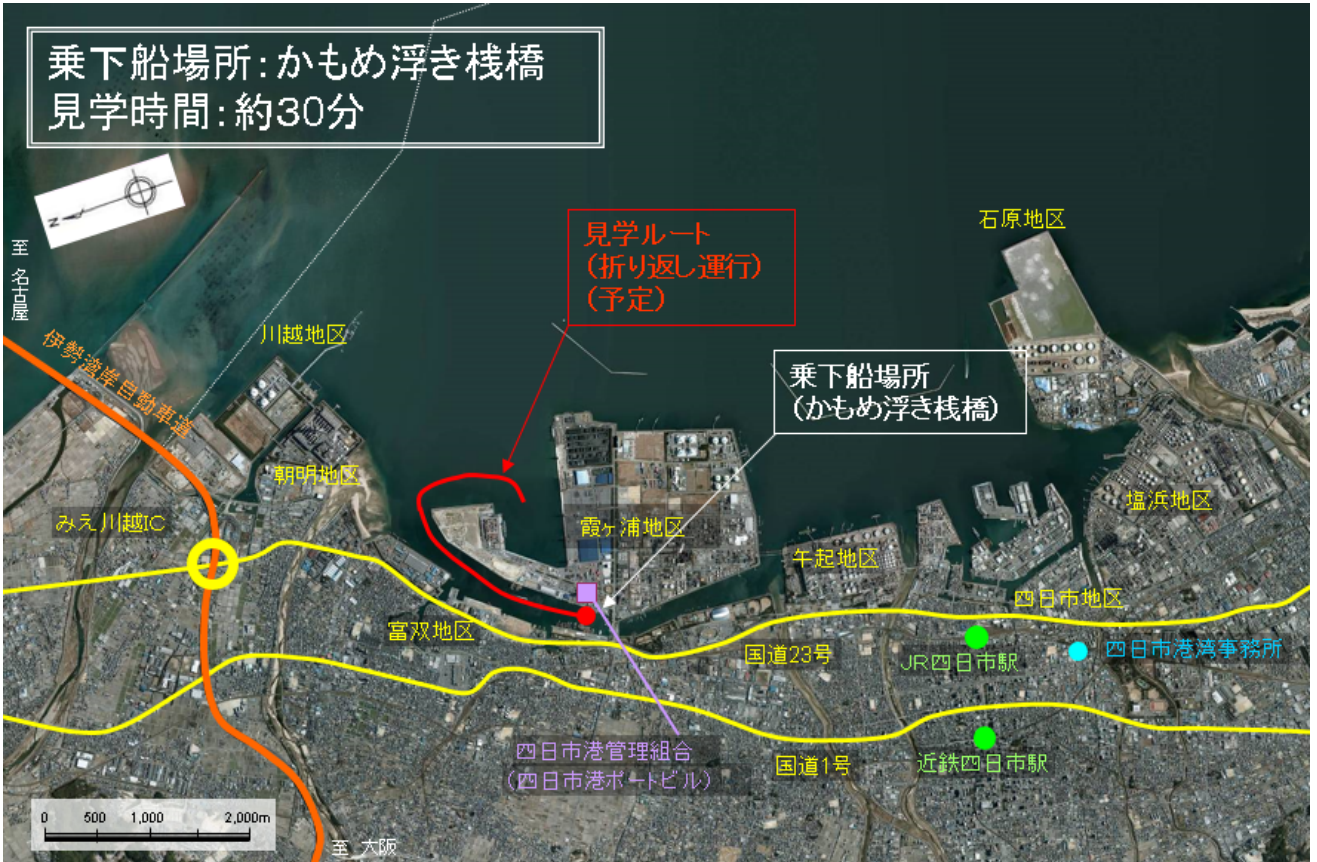 乗下船場所:かもめ浮き桟橋
見学時間:約30分
N
至 名古屋
伊勢湾岸自動車道
川越地区
見学ルート
(折り返し運行)
(予定)
石原地区
乗下船場所
(かもめ浮き桟橋)
朝明地区
みえ川越IC
霞ヶ浦地区
塩浜地区
午起地区
四日市地区
富双地区
国道23号
JR四日市駅
四日市港湾事務所
四日市港管理組合
(四日市港ポートビル)
国道1号
近鉄四日市駅
0 500 1,000 2,000m
至 大阪